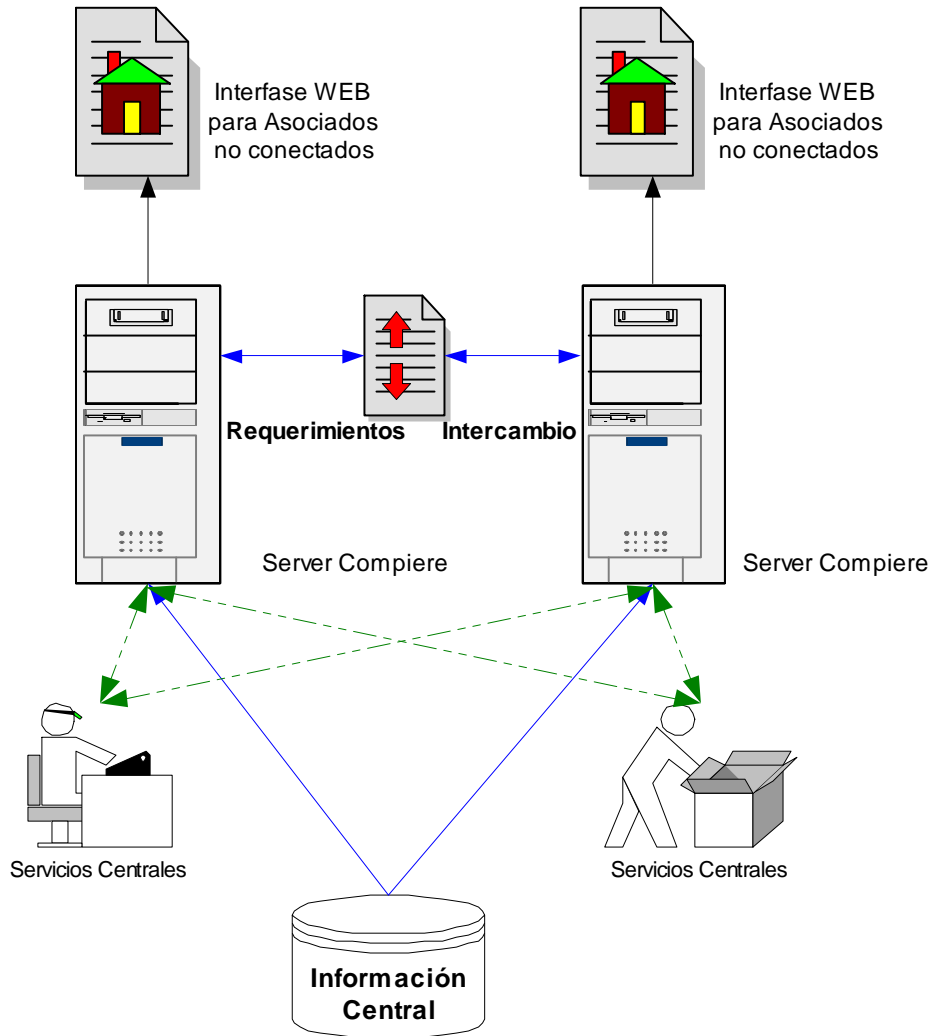 Interfase WEB
para Asociados
no conectados
Interfase WEB
para Asociados
no conectados
Requerimientos
Intercambio
Server Compiere
Server Compiere
Servicios Centrales
Servicios Centrales
Información
Central